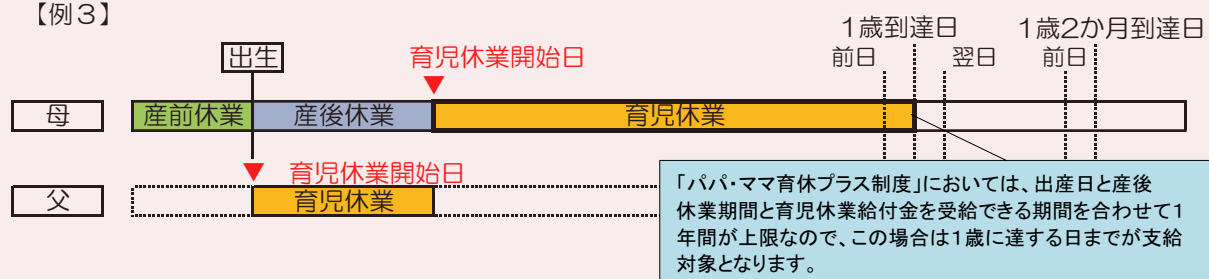 【例３】
1歳到達日
1歳2か月到達日
出生
育児休業開始日
前日
翌日
前日
母
産前休業
産後休業
育児休業
育児休業開始日
父
育児休業
「パパ・ママ育休プラス制度」においては、出産日と産後
休業期間と育児休業給付金を受給できる期間を合わせて１
年間が上限なので、この場合は１歳に達する日までが支給
対象となります。